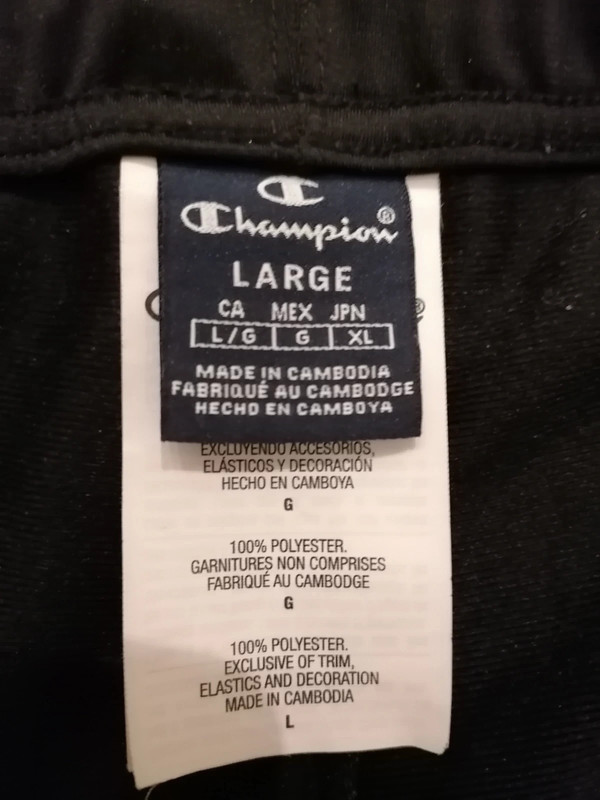 Champion®
LARGE
CA MEX JPN
L/G G XL
MADE IN CAMBODIA
FABRIQUÉ AU CAMBODGE
HECHO EN CAMBOYA
EXCLUYENDO ACCESORIOS,
ELÁSTICOS Y DECORACIÓN
HECHO EN CAMBOYA
G
100% POLYESTER.
GARNITURES NON COMPRISES
FABRIQUÉ AU CAMBODGE
G
100% POLYESTER.
EXCLUSIVE OF TRIM,
ELASTICS AND DECORATION
MADE IN CAMBODIA
L